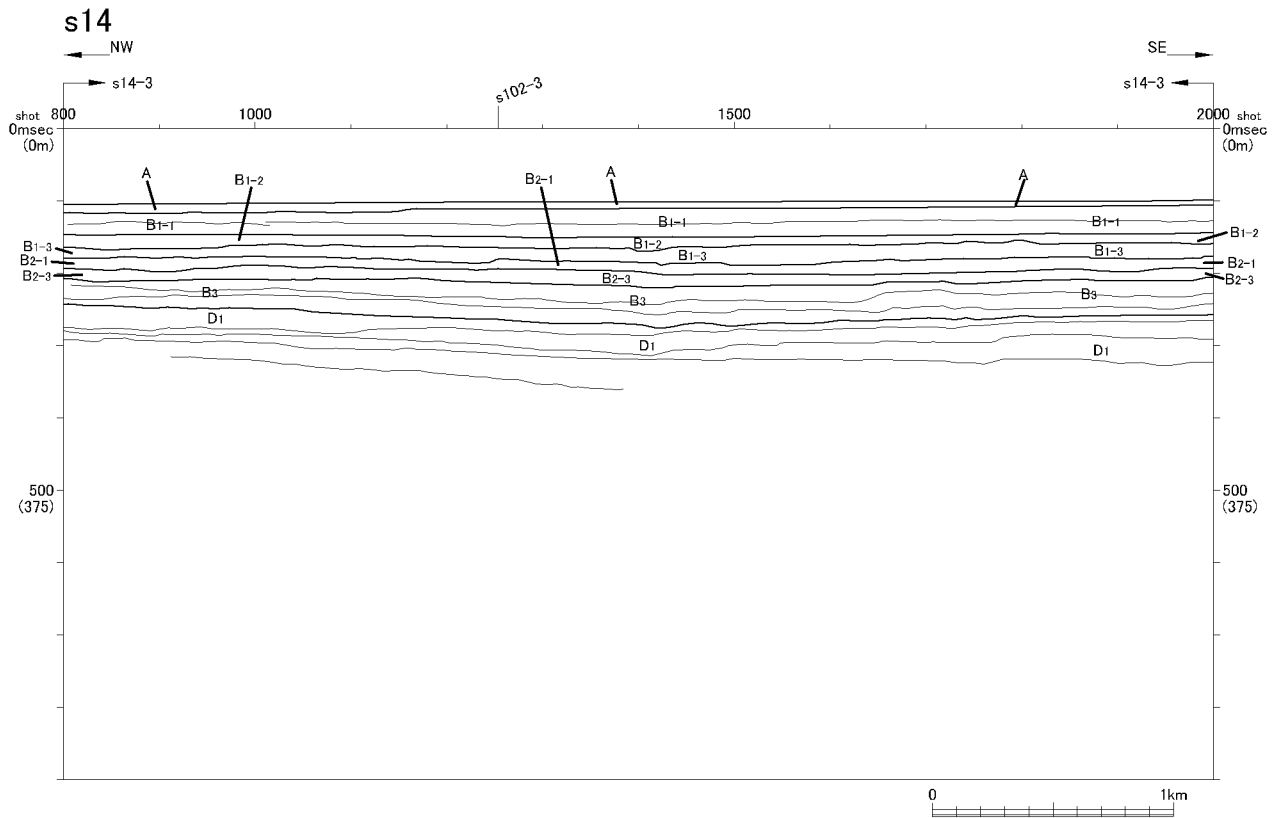 s14
NW SE
s14-3 s102-3 s14-3
shot 800 1000 1500 2000 shot
0msec 0msec
(0m) (0m)
A B1-2 B2-1 A A
B1-1 B1-1 B1-1
B1-2 B1-2
B1-3 B1-3 B1-3
B2-1 B2-1
B2-3 B2-3 B2-3
B3 B3 B3
D1 D1 D1
500 500
(375) (375)
0 1km